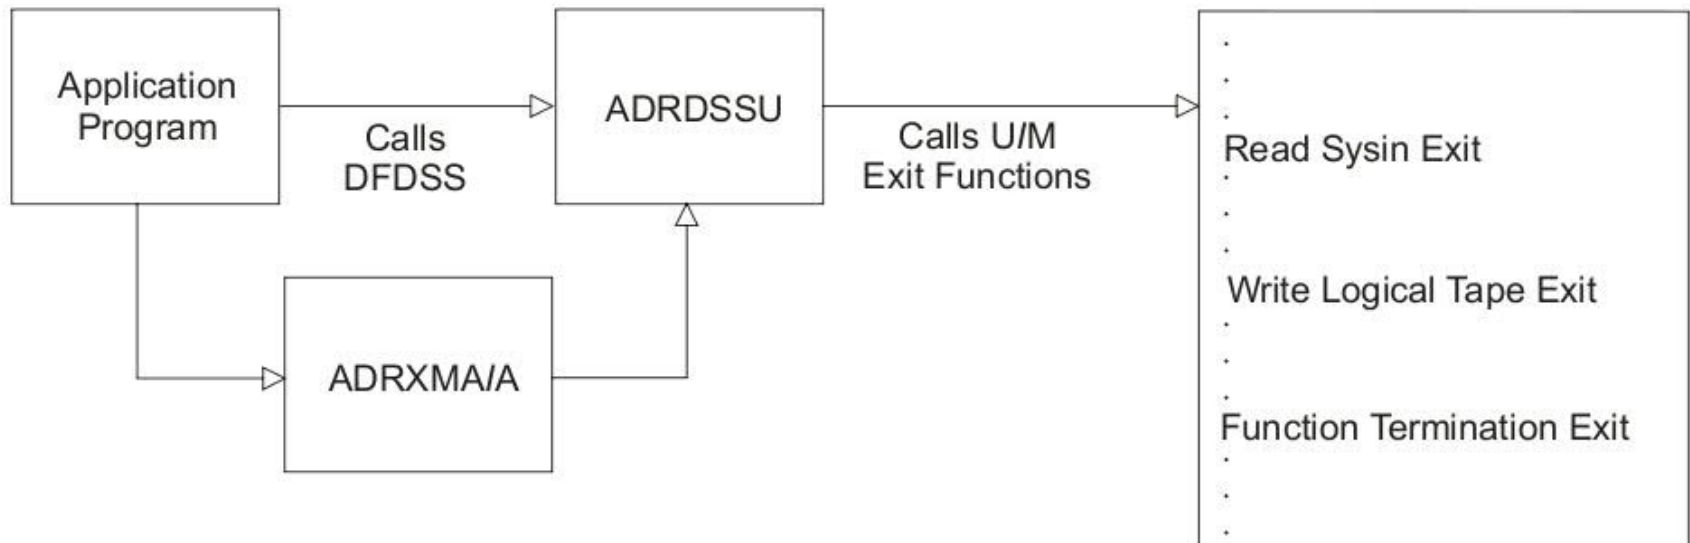 Application
Program
Calls
DFDSS
ADRDSSU
Calls U/M
Exit Functions
ADRXMA/A
Read Sysin Exit
Write Logical Tape Exit
Function Termination Exit